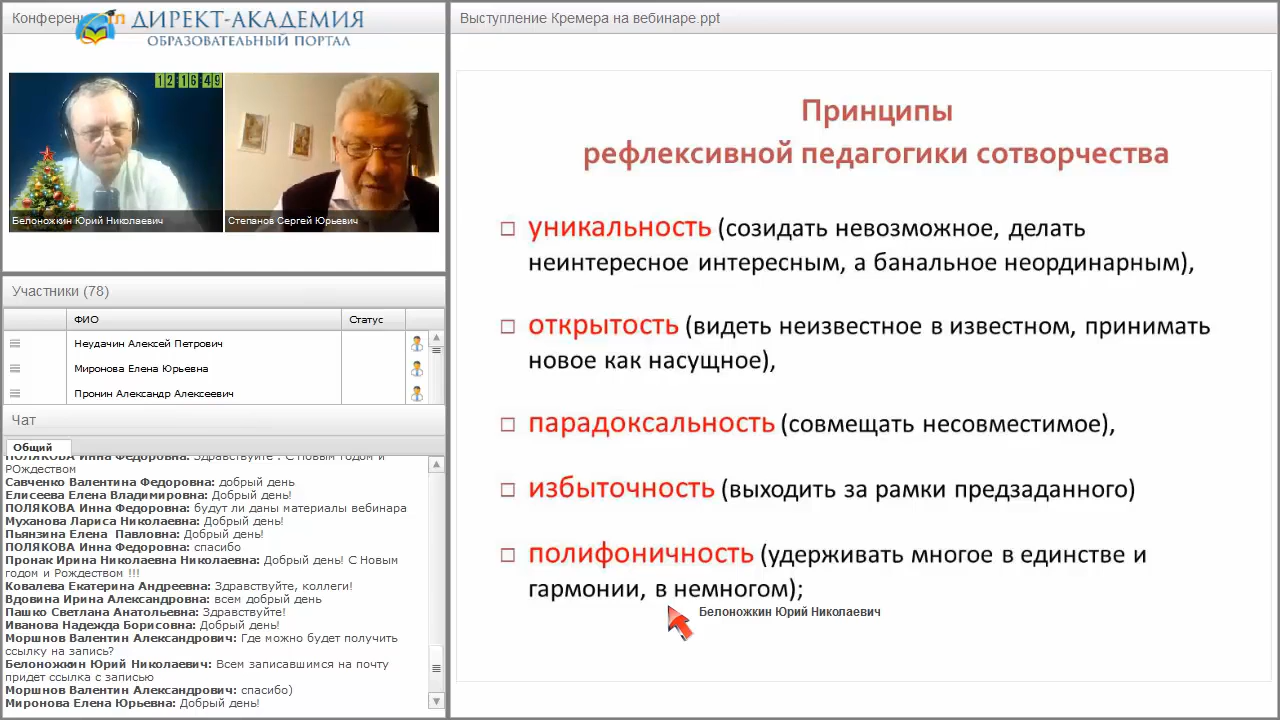 Конференц
ДИРЕКТ-АКАДЕМИЯ
ОБРАЗОВАТЕЛЬНЫЙ ПОРТАЛ
12:16:49
Белоножкин Юрий Николаевич
Степанов Сергей Юрьевич
Участники (78)
ФИО
Статус
Неудачин Алексей Петрович
Миронова Елена Юрьевна
Пронин Александр Алексеевич
Чат
Общий
ПОЛЯКОВА Инна Федоровна: Здравствуйте . С Новым годом и
РОждеством
Савченко Валентина Федоровна: добрый день
Елисеева Елена Владимировна: Добрый день!
ПОЛЯКОВА Инна Федоровна: будут ли даны материалы вебинара
Муханова Лариса Николаевна: Добрый день!
Пьянзина Елена Павловна: Добрый день!
ПОЛЯКОВА Инна Федоровна: спасибо
Пронак Ирина Николаевна Николаевна: Добрый день! С Новым
годом и Рождеством !!!
Ковалева Екатерина Андреевна: Здравствуйте, коллеги!
Вдовина Ирина Александровна: всем добрый день
Пашко Светлана Анатольевна: Здравствуйте!
Иванова Надежда Борисовна: Добрый день!
Моршнов Валентин Александрович: Где можно будет получить
ссылку на запись?
Белоножкин Юрий Николаевич: Всем записавшимся на почту
придет ссылка с записью
Моршнов Валентин Александрович: спасибо)
Миронова Елена Юрьевна: Добрый день!
Выступление Кремера на вебинаре.ppt
Принципы
рефлексивной педагогики сотворчества
уникальность (созидать невозможное, делать
неинтересное интересным, а банальное неординарным),
открытость (видеть неизвестное в известном, принимать
новое как насущное),
парадоксальность (совмещать несовместимое),
избыточность (выходить за рамки предзаданного)
полифоничность (удерживать многое в единстве и
гармонии, в немногом);
Белоножкин Юрий Николаевич